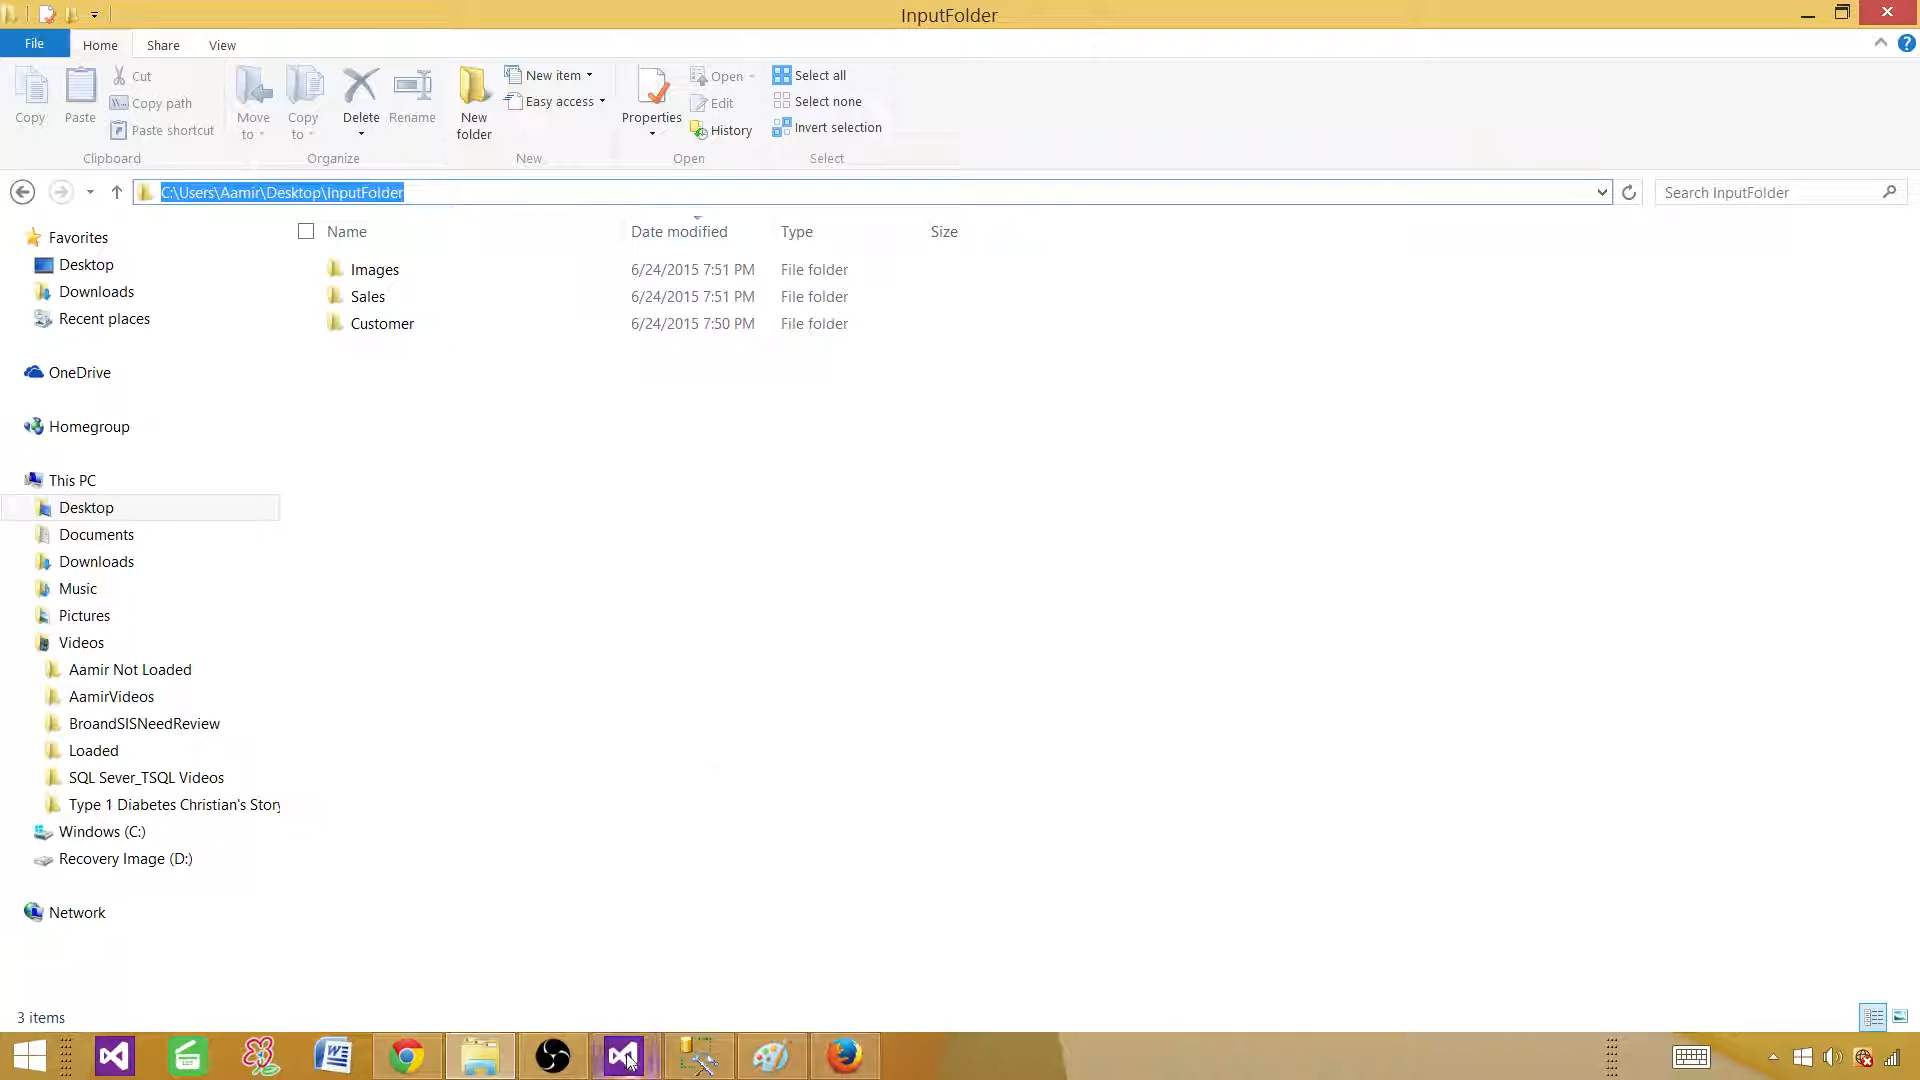 InputFolder
File
Home
Share
View
Copy
Paste
Cut
Copy path
Paste shortcut
Clipboard
Move to
Copy to
Delete
Rename
Organize
New folder
New item
Easy access
New
Properties
Open
Edit
History
Open
Select all
Select none
Invert selection
Select
C:\Users\Aamir\Desktop\InputFolder
Search InputFolder
Name
Date modified
Type
Size
Images 6/24/2015 7:51 PM File folder
Sales 6/24/2015 7:51 PM File folder
Customer 6/24/2015 7:50 PM File folder
Favorites
Desktop
Downloads
Recent places
OneDrive
Homegroup
This PC
Desktop
Documents
Downloads
Music
Pictures
Videos
Aamir Not Loaded
AamirVideos
BroandSISNeedReview
Loaded
SQL Sever_TSQL Videos
Type 1 Diabetes Christian's Story
Windows (C:)
Recovery Image (D:)
Network
3 items